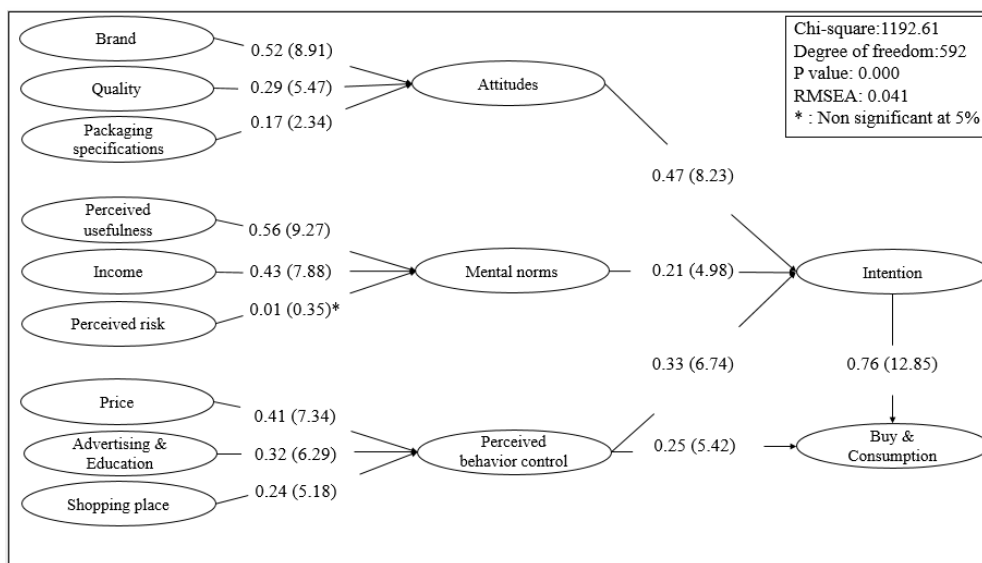 Brand
0.52 (8.91)
Quality
0.29 (5.47)
Packaging
specifications
0.17 (2.34)
Attitudes
Chi-square:1192.61
Degree of freedom:592
P value: 0.000
RMSEA: 0.041
* : Non significant at 5%
0.47 (8.23)
Perceived
usefulness
0.56 (9.27)
Income
0.43 (7.88)
Perceived risk
0.01 (0.35)*
Mental norms
0.21 (4.98)
Intention
0.33 (6.74)
0.76 (12.85)
Price
0.41 (7.34)
Advertising &
Education
0.32 (6.29)
Shopping place
0.24 (5.18)
Perceived
behavior control
0.25 (5.42)
Buy &
Consumption